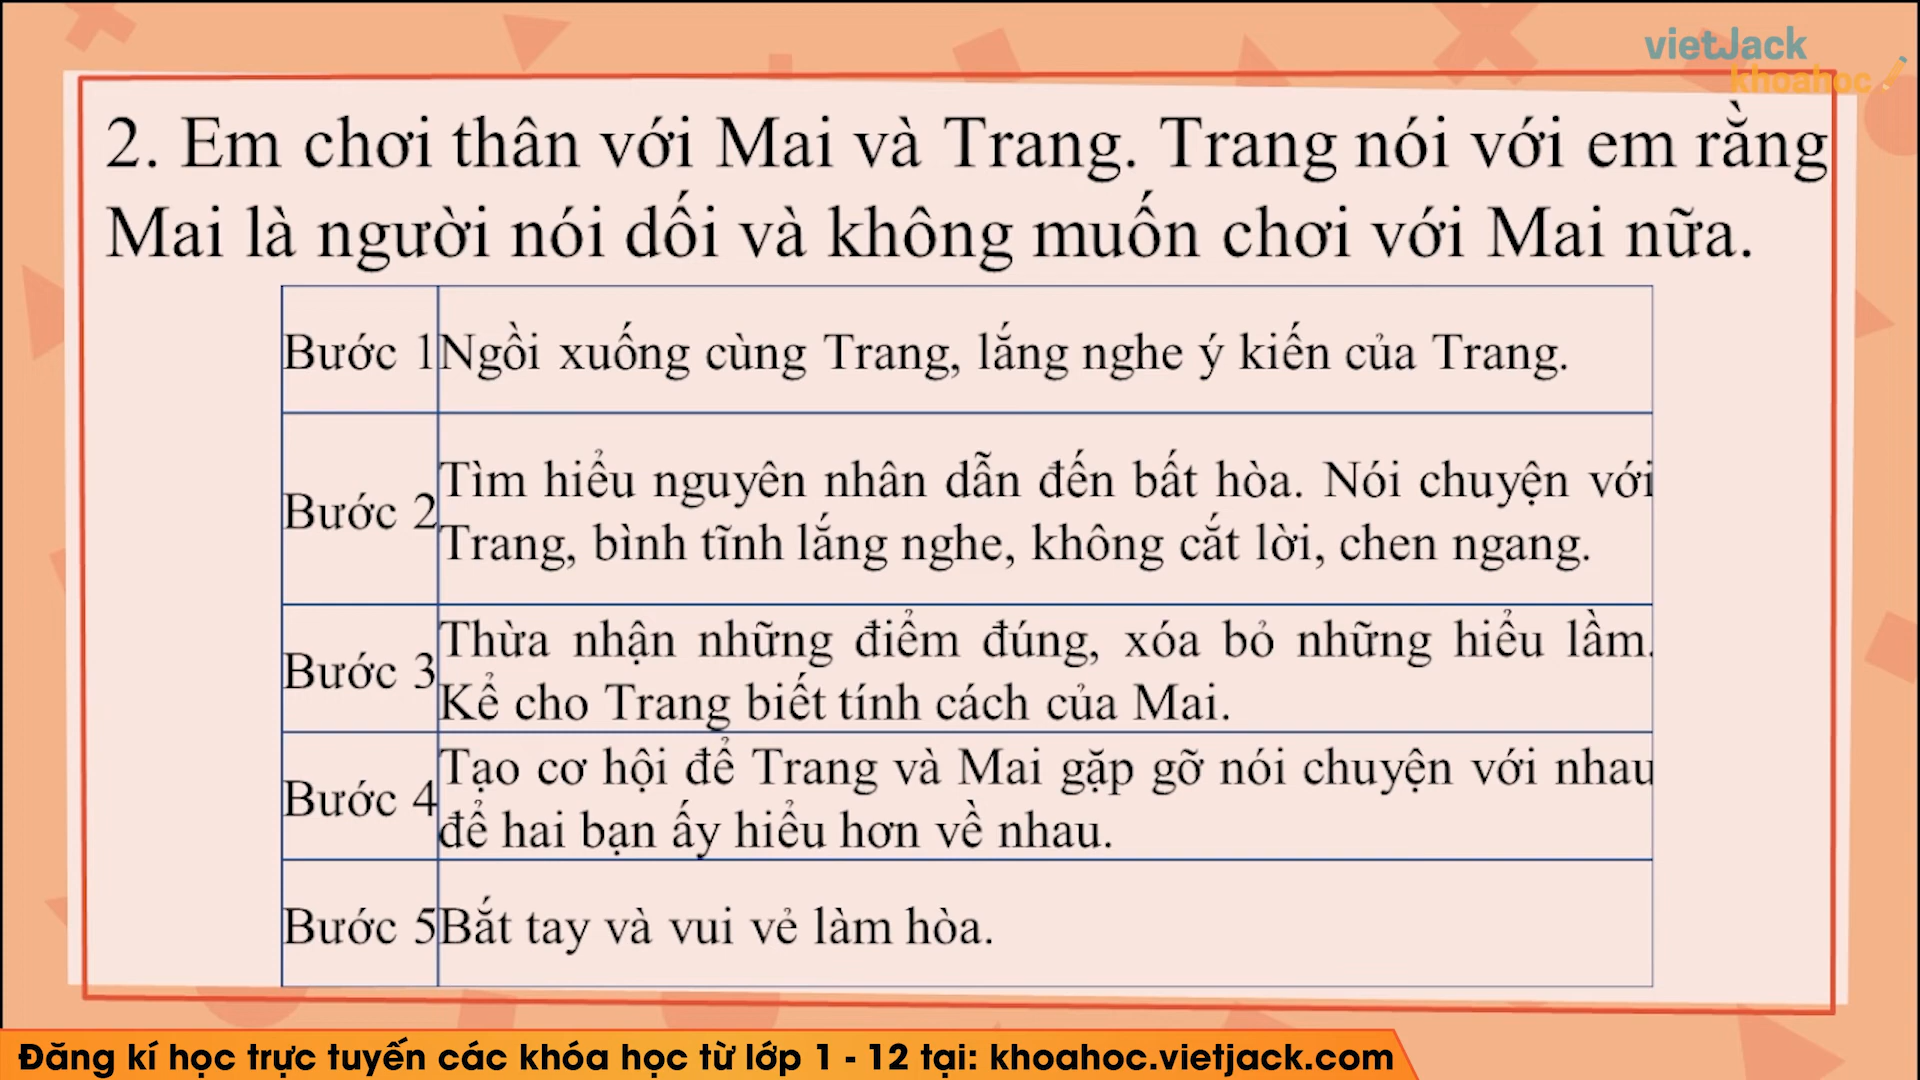 vietJack
khoahoc
2. Em chơi thân với Mai và Trang. Trang nói với em rằng
Mai là người nói dối và không muốn chơi với Mai nữa.
Bước 1 Ngồi xuống cùng Trang, lắng nghe ý kiến của Trang.
Bước 2 Tìm hiểu nguyên nhân dẫn đến bất hòa. Nói chuyện với
Trang, bình tĩnh lắng nghe, không cắt lời, chen ngang.
Bước 3 Thừa nhận những điểm đúng, xóa bỏ những hiểu lầm.
Kể cho Trang biết tính cách của Mai.
Bước 4 Tạo cơ hội để Trang và Mai gặp gỡ nói chuyện với nhau
để hai bạn ấy hiểu hơn về nhau.
Bước 5 Bắt tay và vui vẻ làm hòa.
Đăng kí học trực tuyến các khóa học từ lớp 1 - 12 tại: khoahoc.vietjack.com